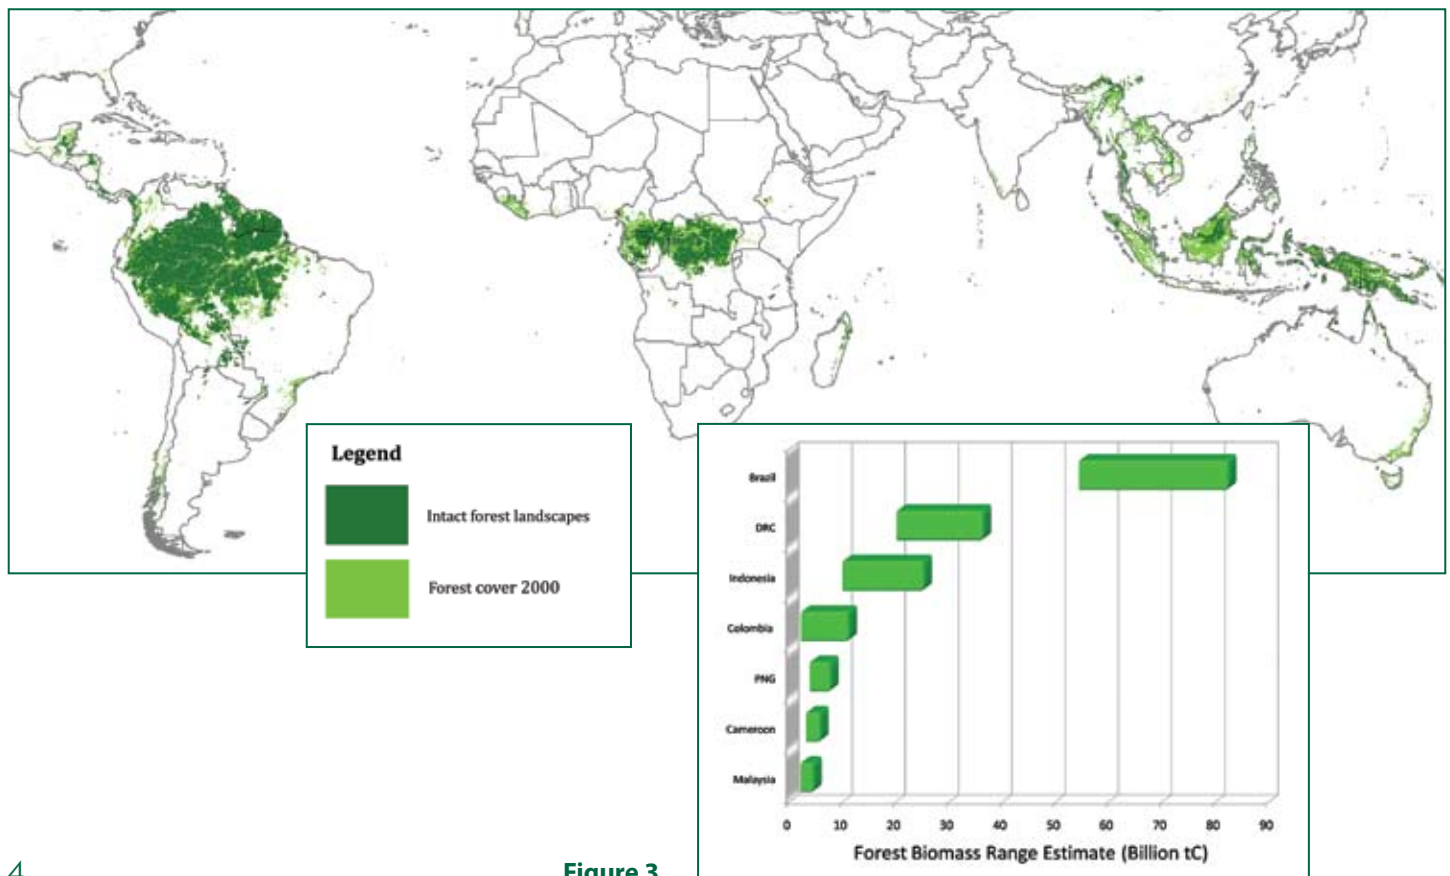 Legend
Intact forest landscapes
Forest cover 2000
Brazil
DRC
Indonesia
Colombia
PNG
Cameroon
Malaysia
0 10 20 30 40 50 60 70 80 90
Forest Biomass Range Estimate (Billion tC)
4
Figure 3